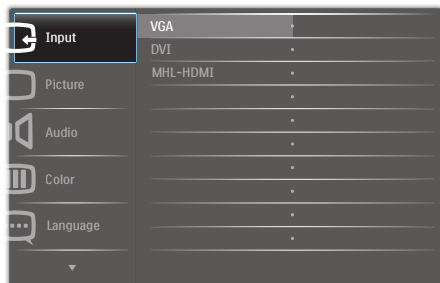 Input
Picture
Audio
Color
Language
VGA
DVI
MHL-HDMI